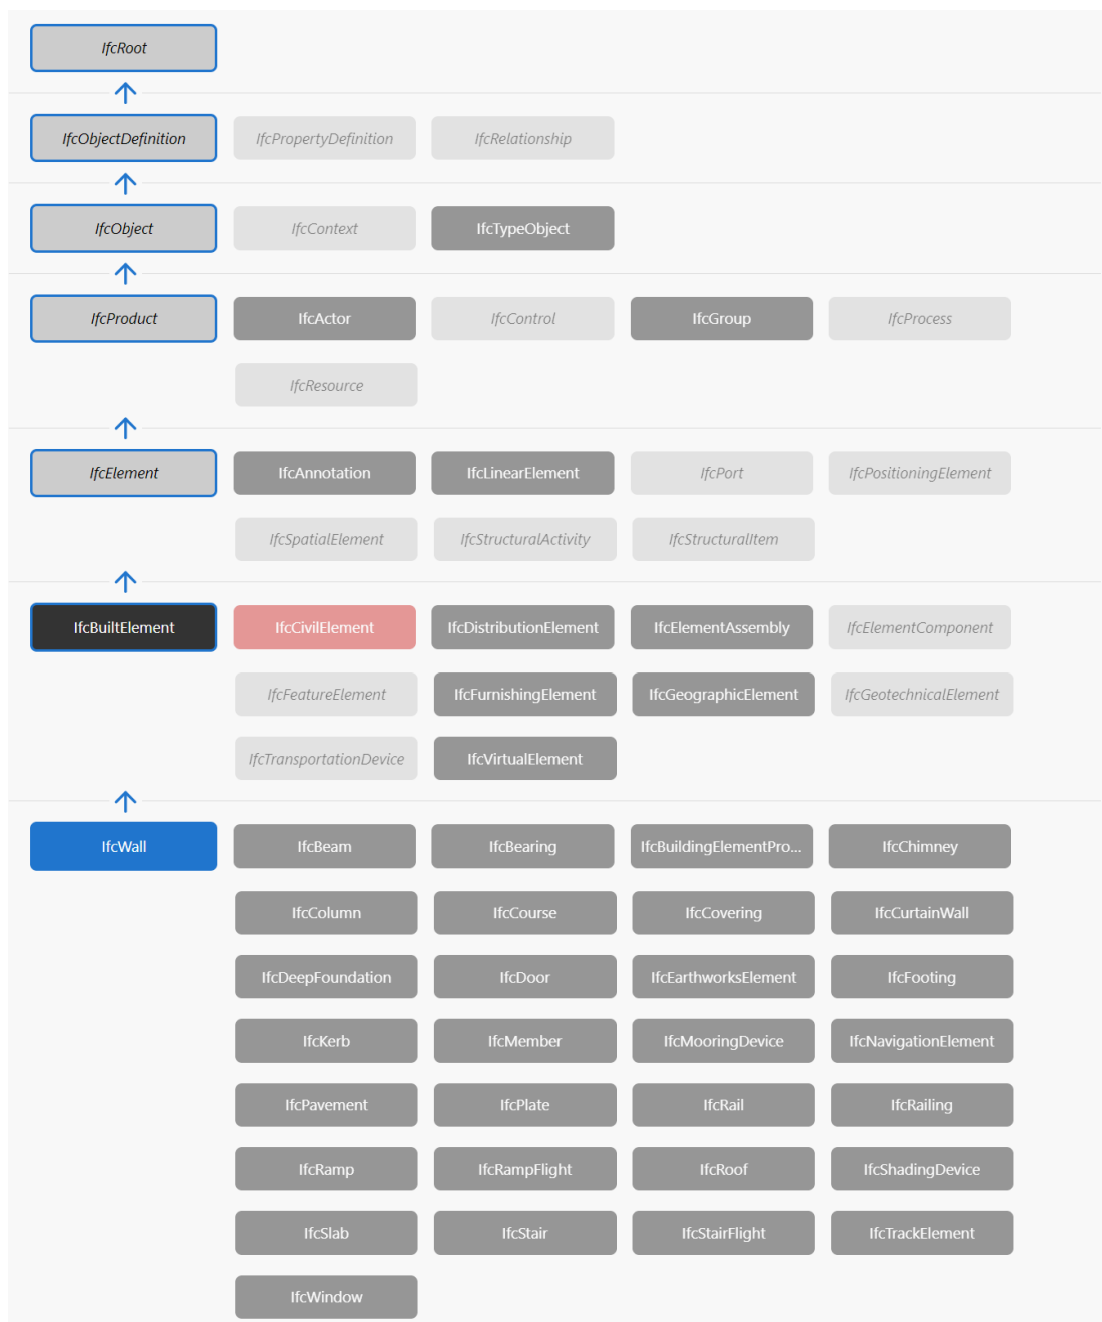 IfcRoot
IfcObjectDefinition IfcPropertyDefinition IfcRelationship
IfcObject IfcContext IfcTypeObject
IfcProduct IfcActor IfcControl IfcGroup IfcProcess
IfcResource
IfcElement IfcAnnotation IfcLinearElement IfcPort IfcPositioningElement
IfcSpatialElement IfcStructuralActivity IfcStructuralItem
IfcBuiltElement IfcCivilElement IfcDistributionElement IfcElementAssembly IfcElementComponent
IfcFeatureElement IfcFurnishingElement IfcGeographicElement IfcGeotechnicalElement
IfcTransportationDevice IfcVirtualElement
IfcWall IfcBeam IfcBearing IfcBuildingElementPro... IfcChimney
IfcColumn IfcCourse IfcCovering IfcCurtainWall
IfcDeepFoundation IfcDoor IfcEarthworksElement IfcFooting
IfcKerb IfcMember IfcMooringDevice IfcNavigationElement
IfcPavement IfcPlate IfcRail IfcRailing
IfcRamp IfcRampFlight IfcRoof IfcShadingDevice
IfcSlab IfcStair IfcStairFlight IfcTrackElement
IfcWindow